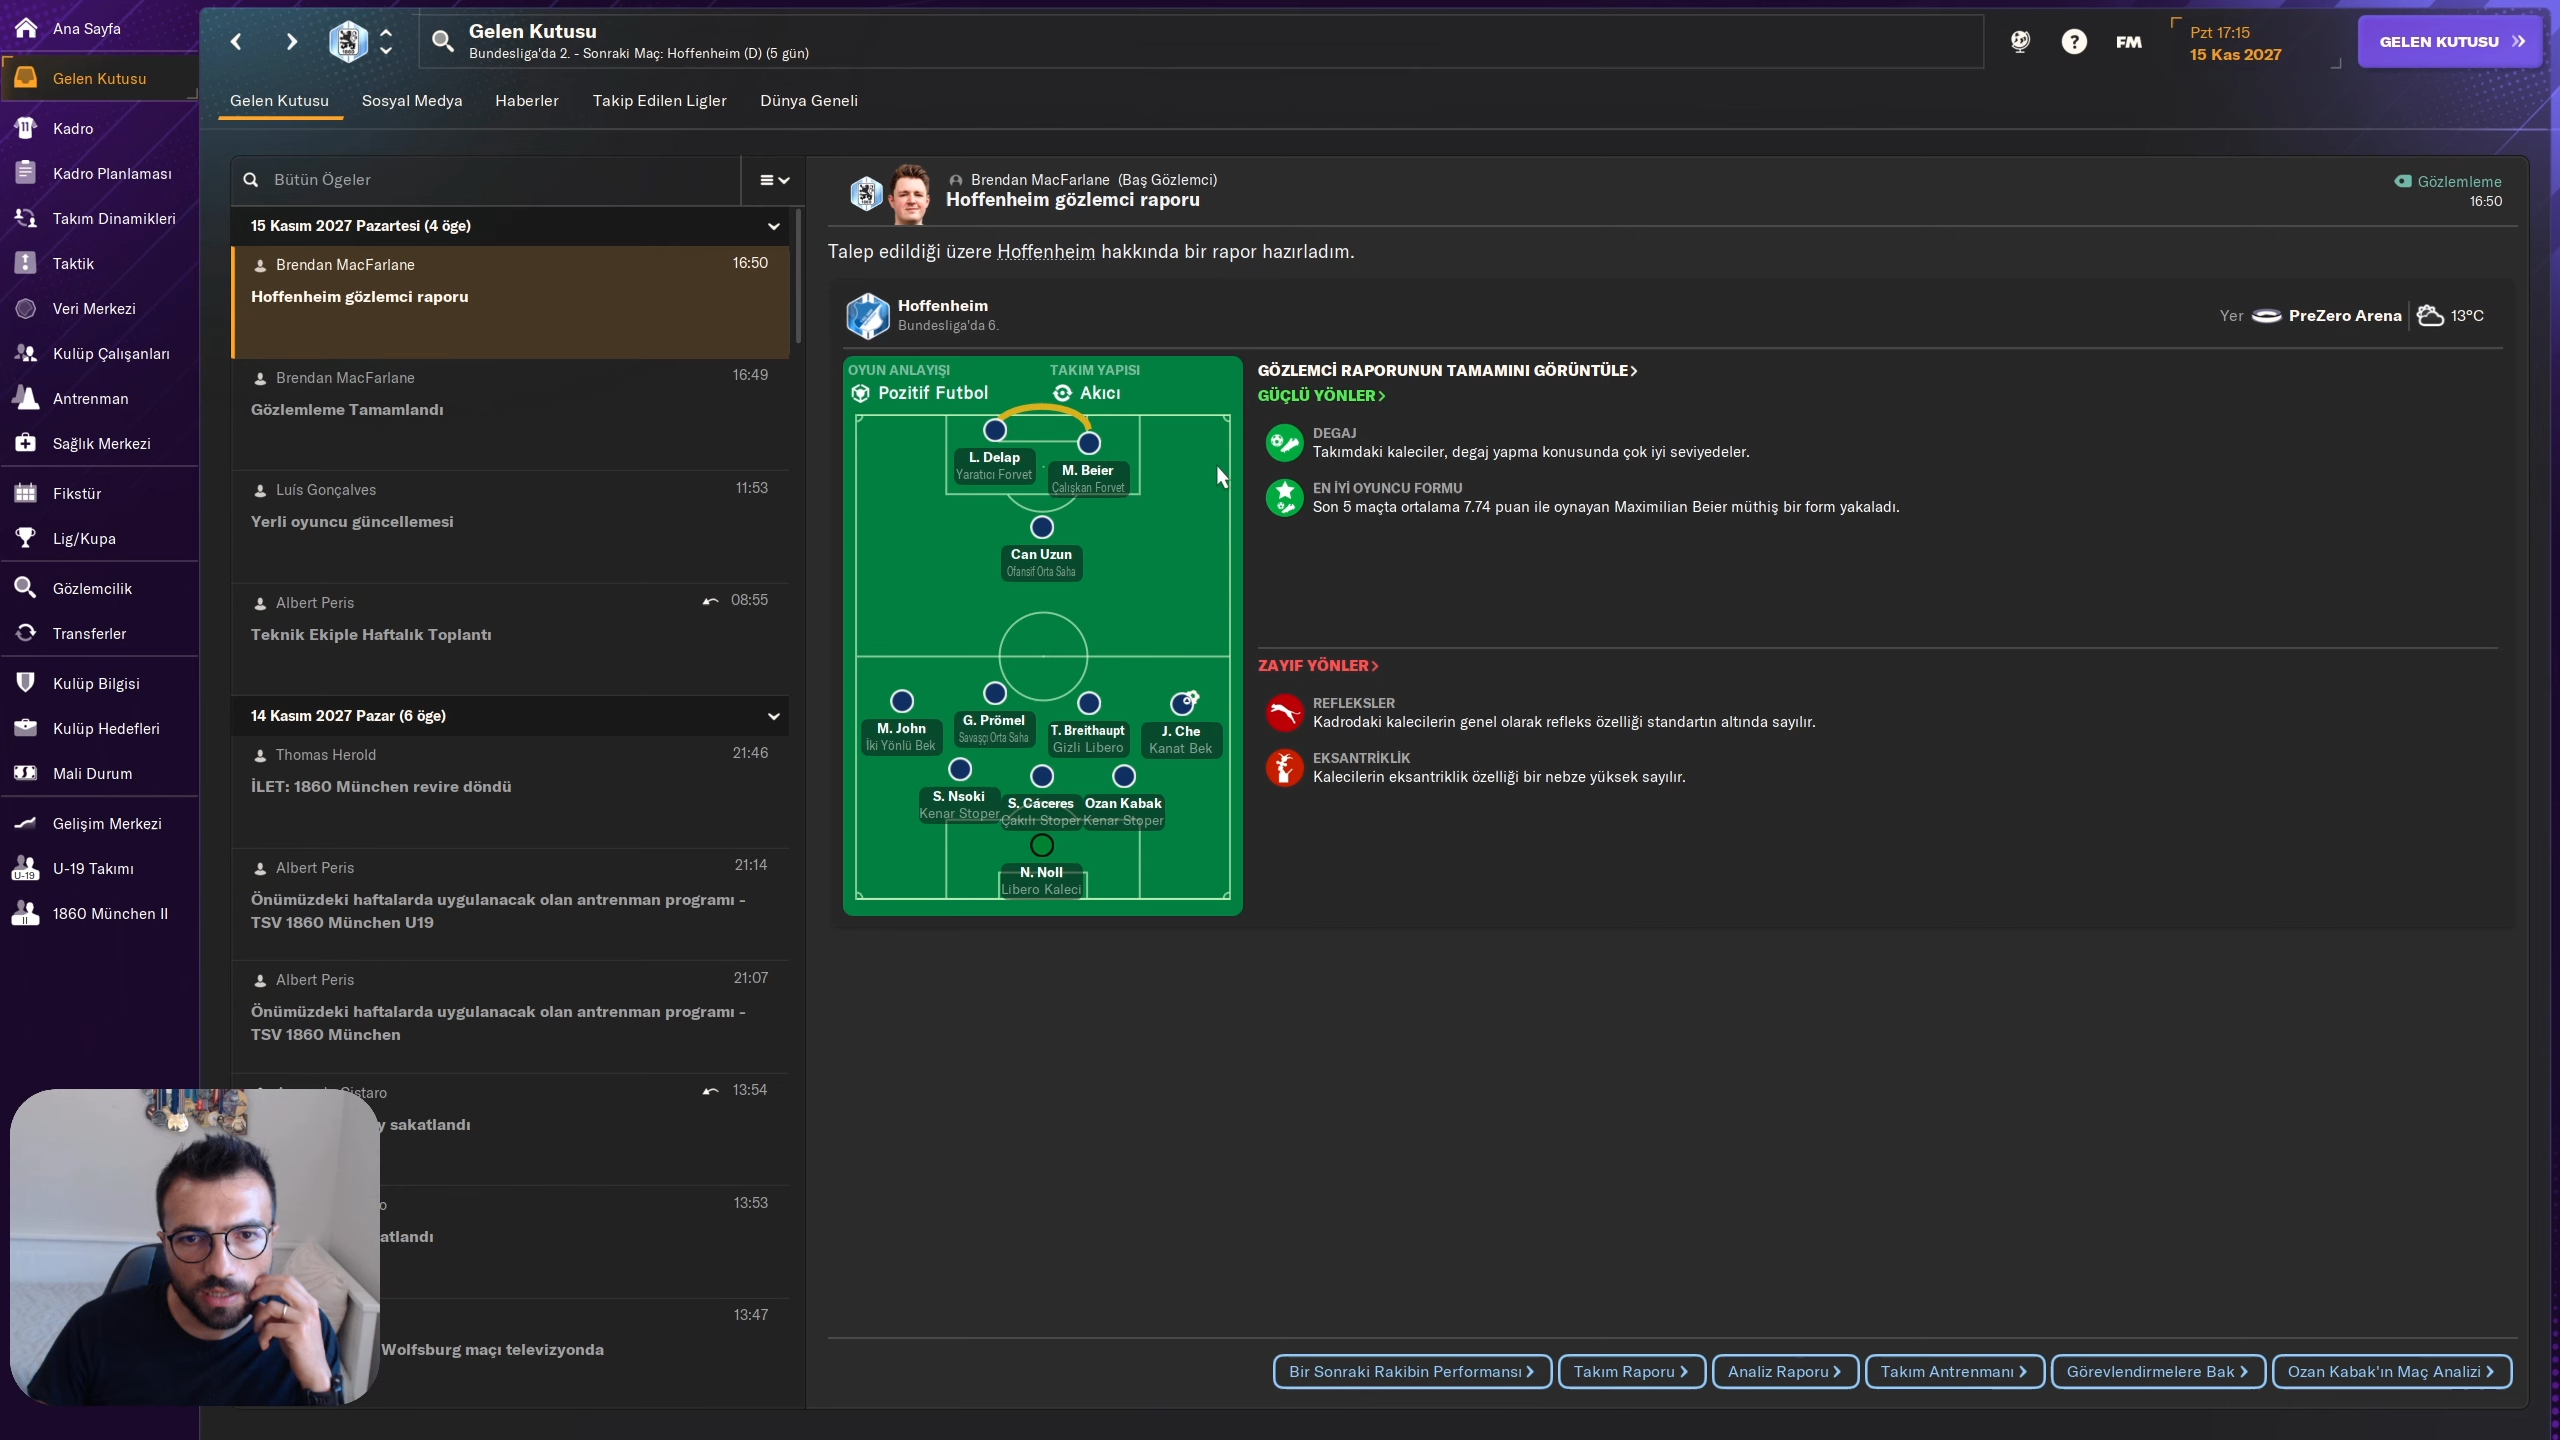 Ana Sayfa
Gelen Kutusu
Kadro
Kadro Planlaması
Takım Dinamikleri
Taktik
Veri Merkezi
Kulüp Çalışanları
Antrenman
Sağlık Merkezi
Fikstür
Lig/Kupa
Gözlemcilik
Transferler
Kulüp Bilgisi
Kulüp Hedefleri
Mali Durum
Gelişim Merkezi
U-19 Takımı
1860 München II
Gelen Kutusu
Bundesliga'da 2. - Sonraki Maç: Hoffenheim (D) (5 gün)
FM
Pzt 17:15
15 Kas 2027
GELEN KUTUSU
Gelen Kutusu Sosyal Medya Haberler Takip Edilen Ligler Dünya Geneli
Bütün Ögeler
15 Kasım 2027 Pazartesi (4 öge)
Brendan MacFarlane 16:50
Hoffenheim gözlemci raporu
Brendan MacFarlane 16:49
Gözlemleme Tamamlandı
Luís Gonçalves 11:53
Yerli oyuncu güncellemesi
Albert Peris 08:55
Teknik Ekiple Haftalık Toplantı
14 Kasım 2027 Pazar (6 öge)
Thomas Herold 21:46
İLET: 1860 München revire döndü
Albert Peris 21:14
Önümüzdeki haftalarda uygulanacak olan antrenman programı -
TSV 1860 München U19
Albert Peris 21:07
Önümüzdeki haftalarda uygulanacak olan antrenman programı -
TSV 1860 München
13:54
sakatlandı
13:53
13:47
Wolfsburg maçı televizyonda
Brendan MacFarlane (Baş Gözlemci)
Hoffenheim gözlemci raporu
Gözlemleme
16:50
Talep edildiği üzere Hoffenheim hakkında bir rapor hazırladım.
Hoffenheim
Bundesliga'da 6.
Yer PreZero Arena 13°C
OYUN ANLAYIŞI TAKIM YAPISI
Pozitif Futbol Akıcı
L. Delap
Yaratıcı Forvet
M. Beier
Çalışkan Forvet
Can Uzun
Ofansif Orta Saha
M. John
İki Yönlü Bek
G. Prömel
Savaşçı Orta Saha
T. Breithaupt
Gizli Libero
J. Che
Kanat Bek
S. Nsoki
Kenar Stoper
S. Cáceres
Çakılı Stoper
Ozan Kabak
Kenar Stoper
N. Noll
Libero Kaleci
GÖZLEMCİ RAPORUNUN TAMAMINI GÖRÜNTÜLE
GÜÇLÜ YÖNLER
DEGAJ
Takımdaki kaleciler, degaj yapma konusunda çok iyi seviyedeler.
EN İYİ OYUNCU FORMU
Son 5 maçta ortalama 7.74 puan ile oynayan Maximilian Beier müthiş bir form yakaladı.
ZAYIF YÖNLER
REFLEKSLER
Kadrodaki kalecilerin genel olarak refleks özelliği standartın altında sayılır.
EKSANTRİKLİK
Kalecilerin eksantriklik özelliği bir nebze yüksek sayılır.
Bir Sonraki Rakibin Performansı Takım Raporu Analiz Raporu Takım Antrenmanı Görevlendirmelere Bak Ozan Kabak'ın Maç Analizi